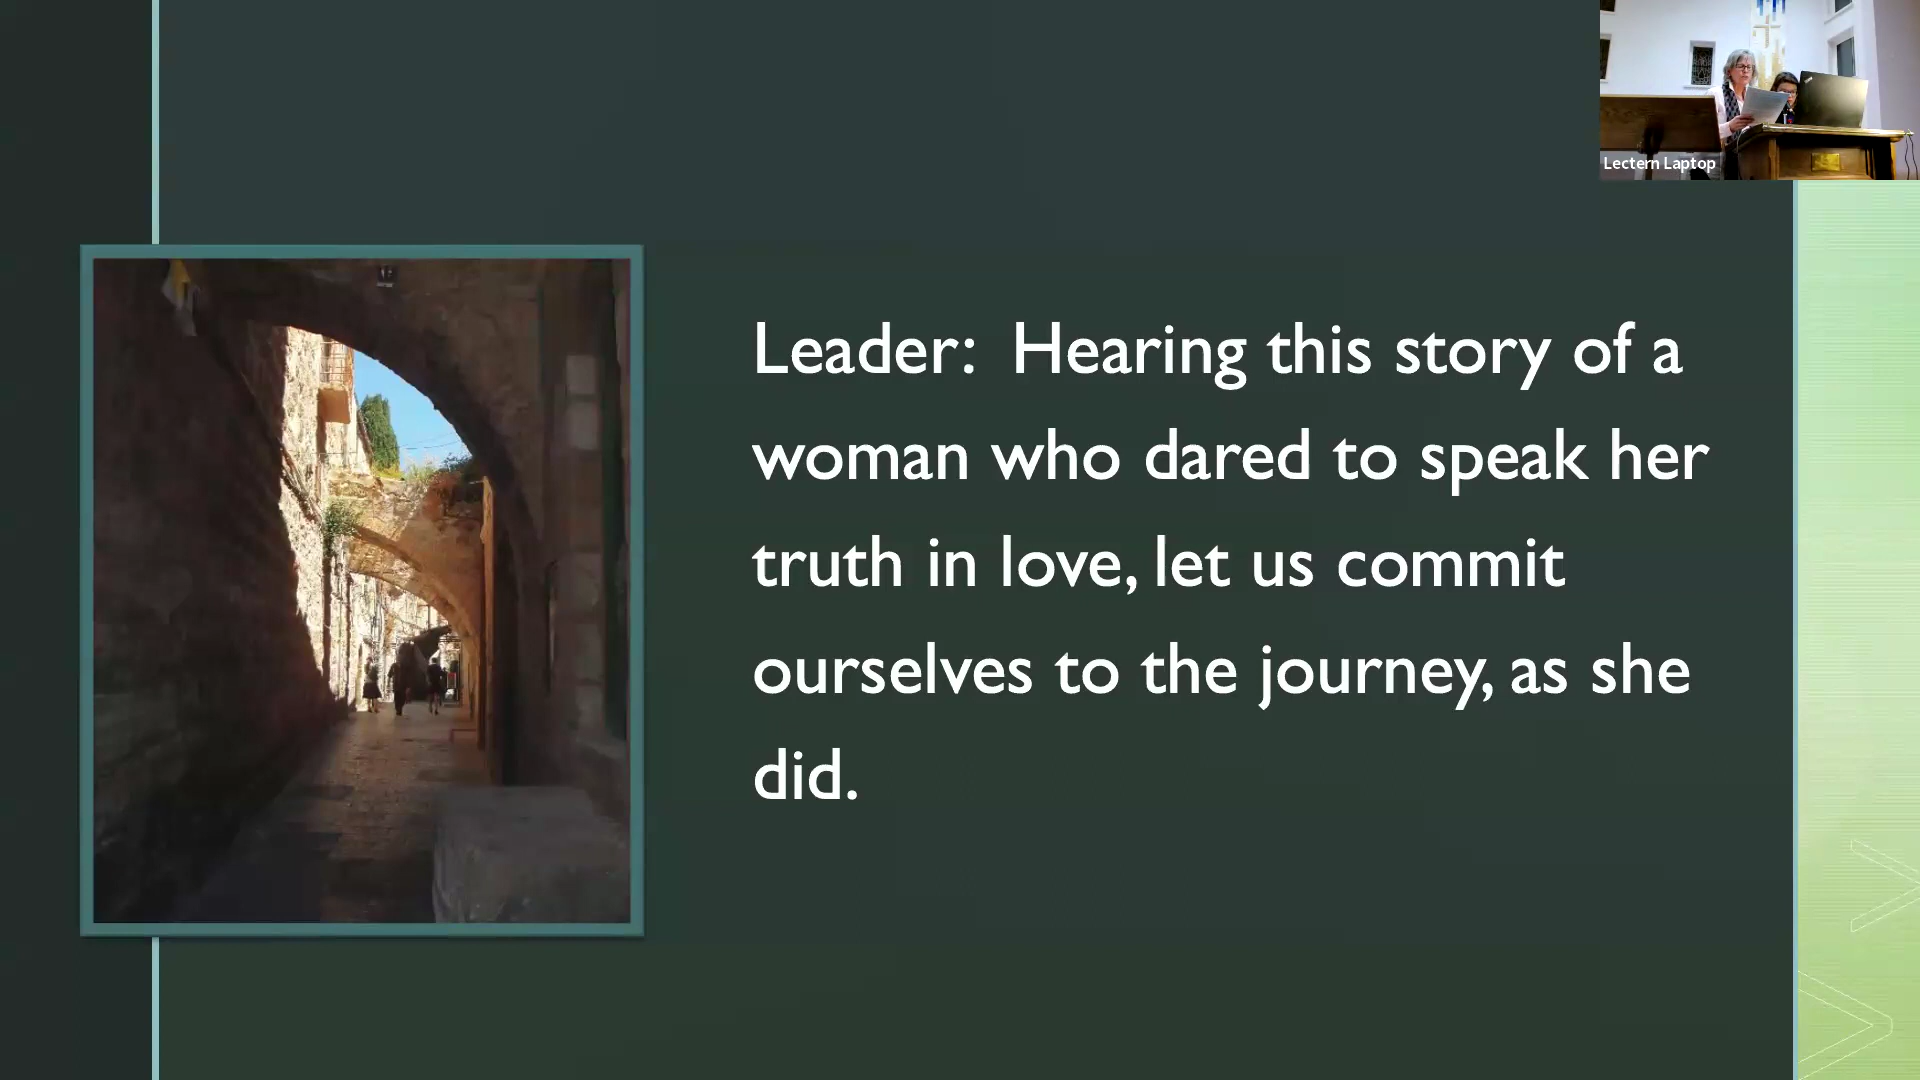 Lectern Laptop
Leader:  Hearing this story of a
woman who dared to speak her
truth in love, let us commit
ourselves to the journey, as she
did.